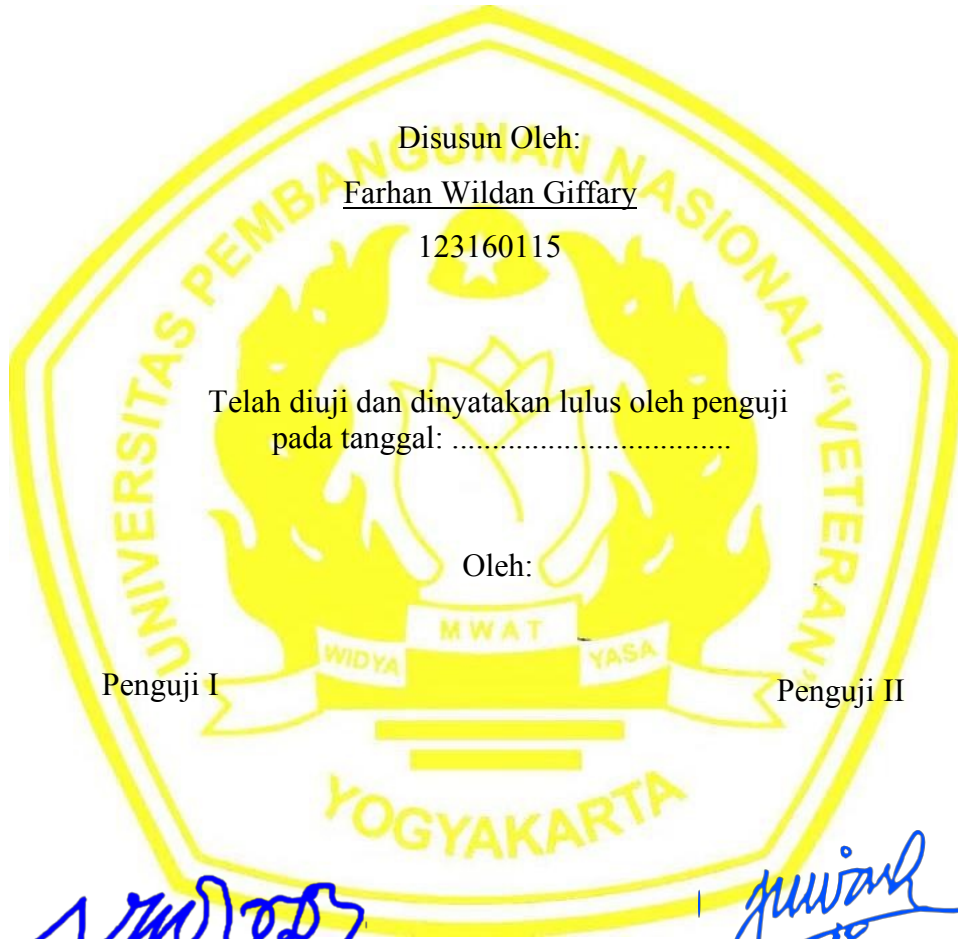 Disusun Oleh:
Farhan Wildan Giffary
123160115
UNIVERSITAS PEMBANGUNAN NASIONAL “VETERAN”
Telah diuji dan dinyatakan lulus oleh penguji
pada tanggal: ..................................
Oleh:
WIDYA MWAT YASA
Penguji I
Penguji II
YOGYAKARTA